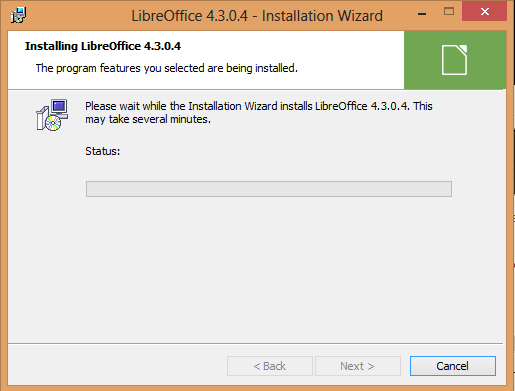 LibreOffice 4.3.0.4 - Installation Wizard
Installing LibreOffice 4.3.0.4
The program features you selected are being installed.
Please wait while the Installation Wizard installs LibreOffice 4.3.0.4. This
may take several minutes.
Status:
< Back
Next >
Cancel